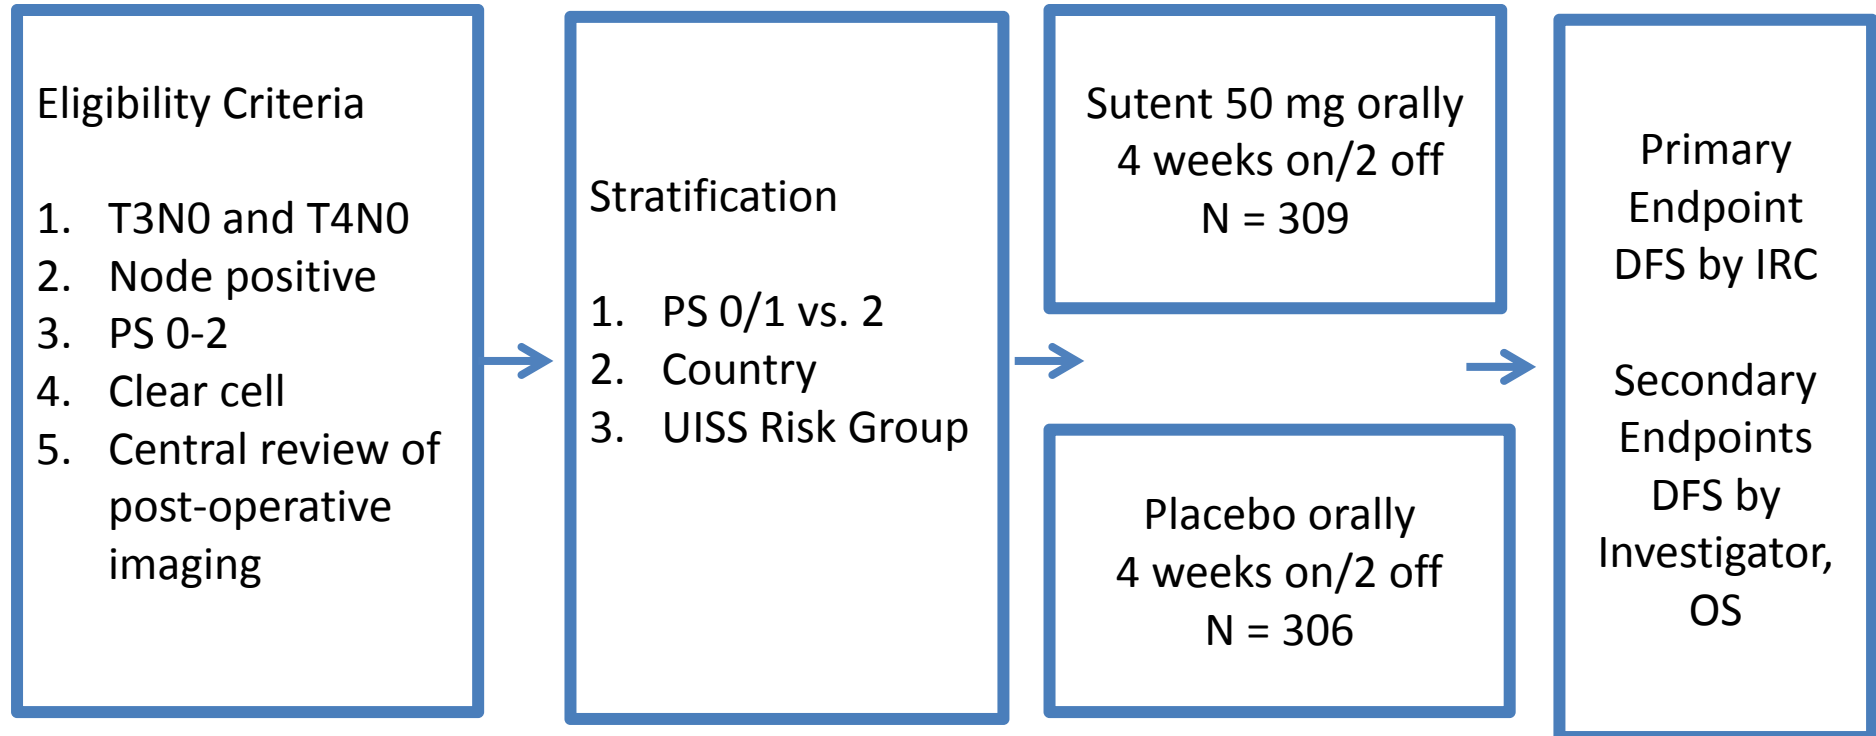 Eligibility Criteria
1. T3N0 and T4N0
2. Node positive
3. PS 0-2
4. Clear cell
5. Central review of
post-operative
imaging
Stratification
1. PS 0/1 vs. 2
2. Country
3. UISS Risk Group
Sutent 50 mg orally
4 weeks on/2 off
N = 309
Placebo orally
4 weeks on/2 off
N = 306
Primary
Endpoint
DFS by IRC
Secondary
Endpoints
DFS by
Investigator,
OS